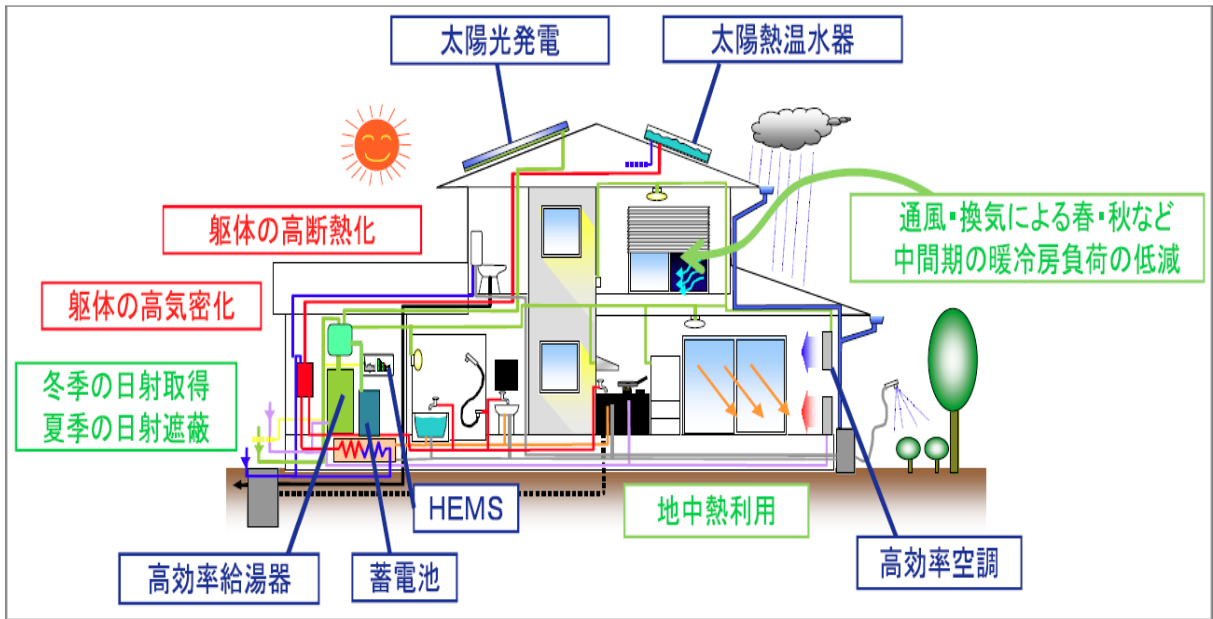 太陽光発電
太陽熱温水器
躯体の高断熱化
通風・換気による春・秋など
中間期の暖冷房負荷の低減
躯体の高気密化
冬季の日射取得
夏季の日射遮蔽
HEMS
地中熱利用
高効率給湯器
蓄電池
高効率空調